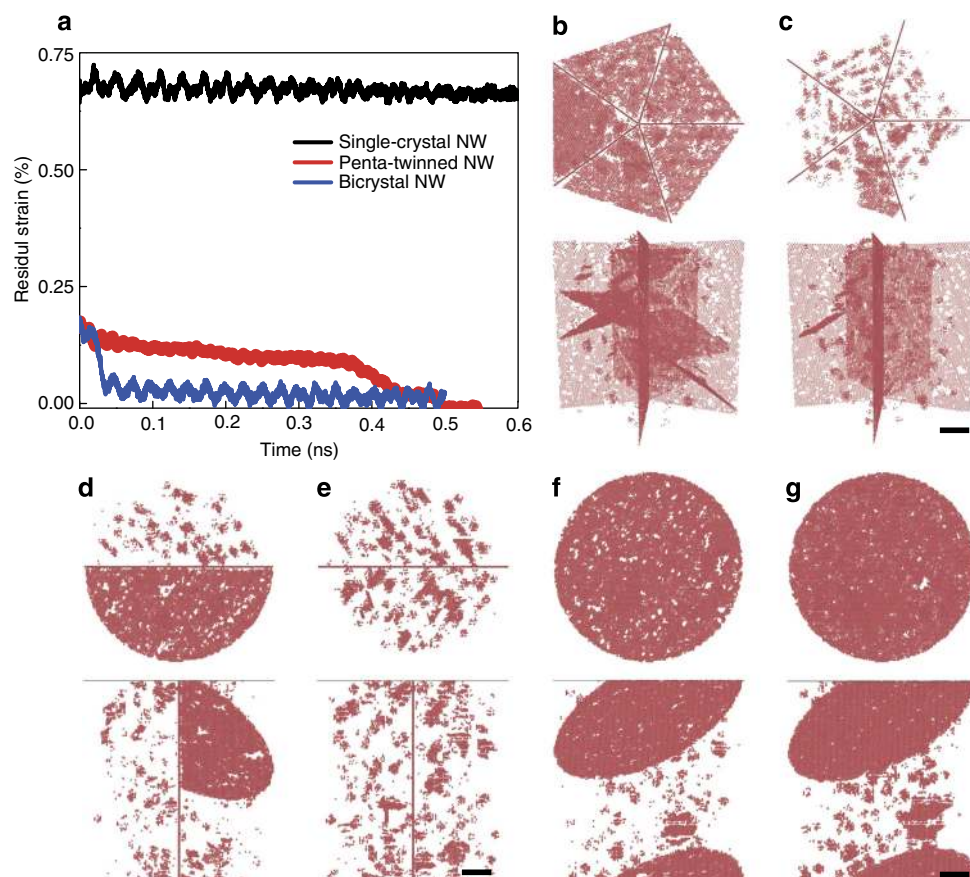 a
b
c
0.75
0.50
0.25
0.00
Residul strain (%)
Single-crystal NW
Penta-twinned NW
Bicrystal NW
0.0
0.1
0.2
0.3
0.4
0.5
0.6
Time (ns)
d
e
f
g